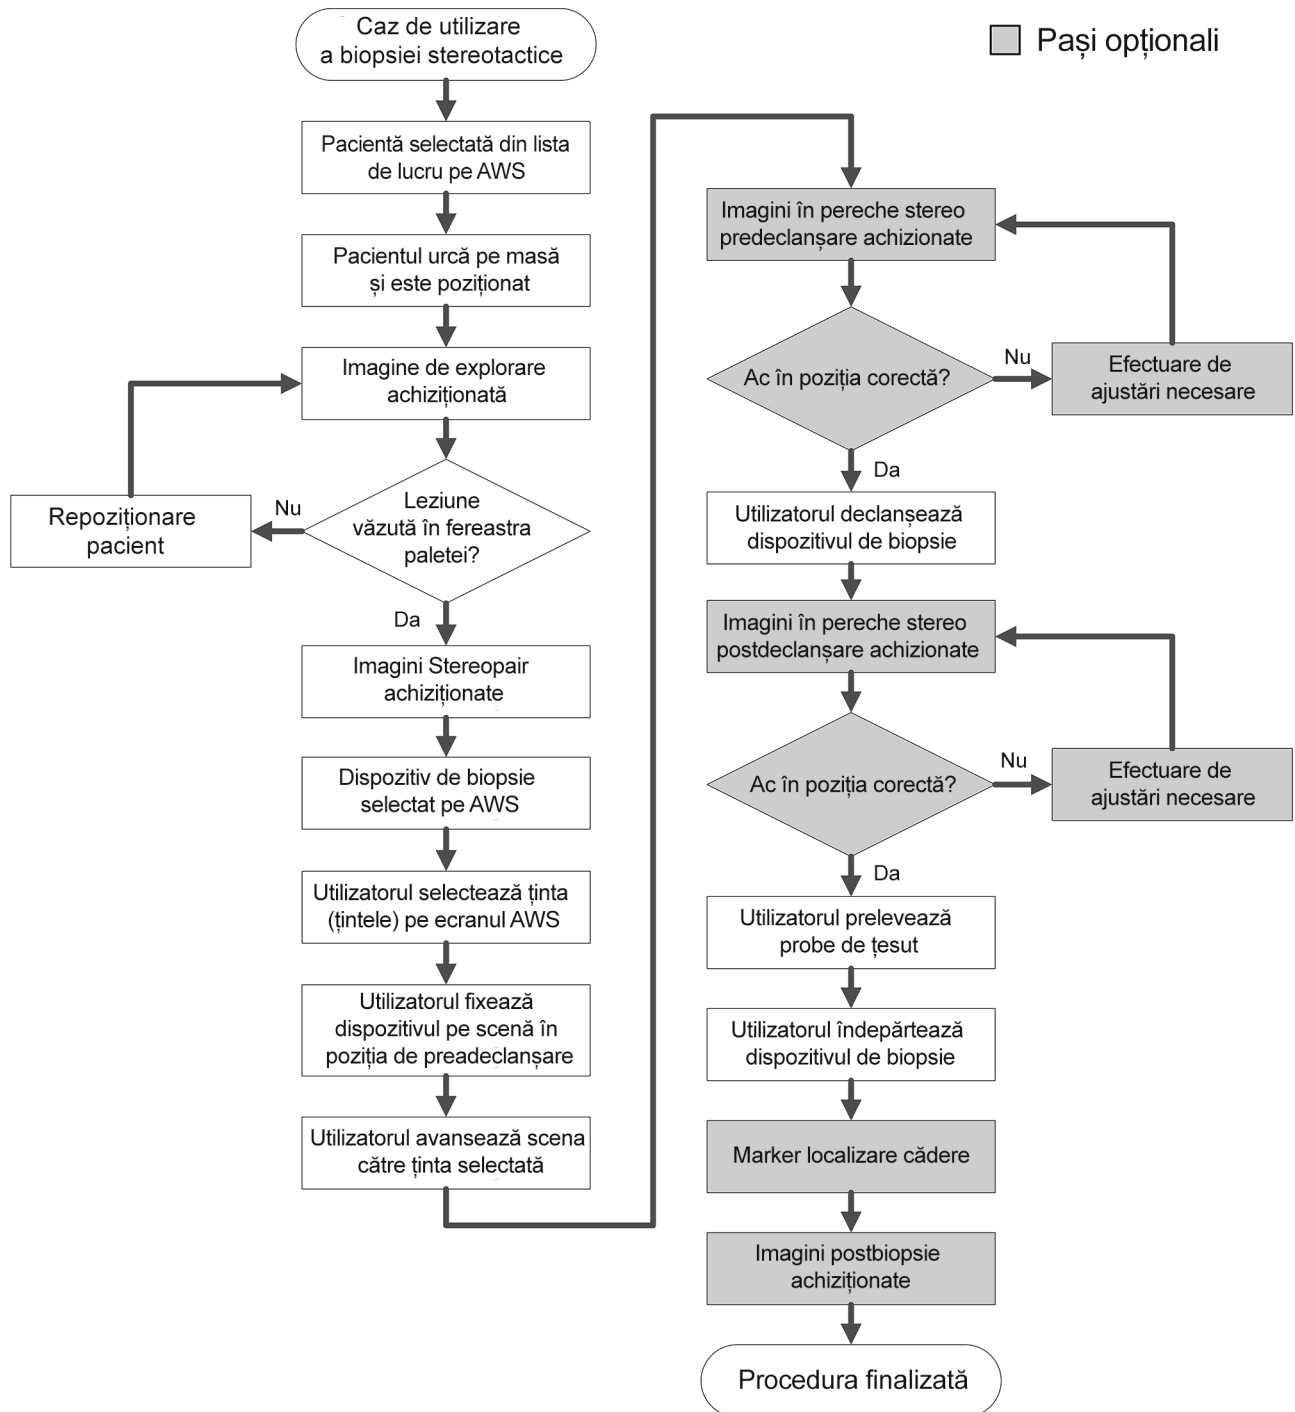 Caz de utilizare
a biopsiei stereotactice
Pași opționali
Pacientă selectată din lista
de lucru pe AWS
Pacientul urcă pe masă
și este poziționat
Imagine de explorare
achiziționată
Leziune
văzută în fereastra
paletei?
Nu
Repoziționare
pacient
Da
Imagini Stereopair
achiziționate
Dispozitiv de biopsie
selectat pe AWS
Utilizatorul selectează ținta
(țintele) pe ecranul AWS
Utilizatorul fixează
dispozitivul pe scenă în
poziția de preadeclanșare
Utilizatorul avansează scena
către ținta selectată
Imagini în pereche stereo
predeclanșare achizionate
Ac în poziția corectă?
Nu
Efectuare de
ajustări necesare
Da
Utilizatorul declanșează
dispozitivul de biopsie
Imagini în pereche stereo
postdeclanșare achizionate
Ac în poziția corectă?
Nu
Efectuare de
ajustări necesare
Da
Utilizatorul prelevează
probe de țesut
Utilizatorul îndepărtează
dispozitivul de biopsie
Marker localizare cădere
Imagini postbiopsie
achiziționate
Procedura finalizată